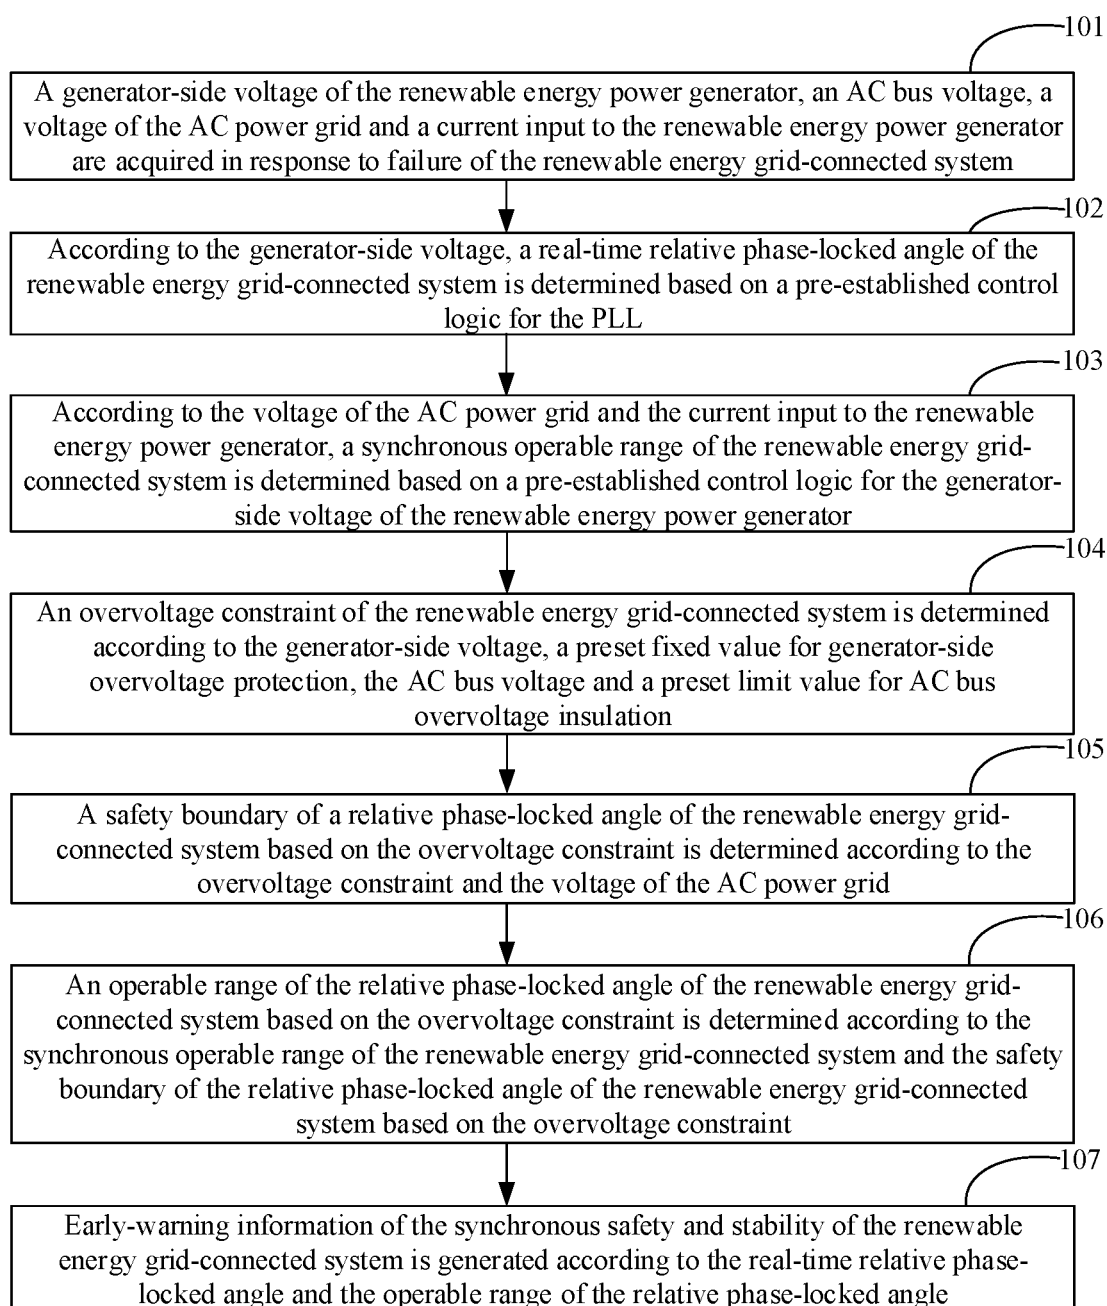 101
A generator-side voltage of the renewable energy power generator, an AC bus voltage, a
voltage of the AC power grid and a current input to the renewable energy power generator
are acquired in response to failure of the renewable energy grid-connected system
102
According to the generator-side voltage, a real-time relative phase-locked angle of the
renewable energy grid-connected system is determined based on a pre-established control
logic for the PLL
103
According to the voltage of the AC power grid and the current input to the renewable
energy power generator, a synchronous operable range of the renewable energy grid-
connected system is determined based on a pre-established control logic for the generator-
side voltage of the renewable energy power generator
104
An overvoltage constraint of the renewable energy grid-connected system is determined
according to the generator-side voltage, a preset fixed value for generator-side
overvoltage protection, the AC bus voltage and a preset limit value for AC bus
overvoltage insulation
105
A safety boundary of a relative phase-locked angle of the renewable energy grid-
connected system based on the overvoltage constraint is determined according to the
overvoltage constraint and the voltage of the AC power grid
106
An operable range of the relative phase-locked angle of the renewable energy grid-
connected system based on the overvoltage constraint is determined according to the
synchronous operable range of the renewable energy grid-connected system and the safety
boundary of the relative phase-locked angle of the renewable energy grid-connected
system based on the overvoltage constraint
107
Early-warning information of the synchronous safety and stability of the renewable
energy grid-connected system is generated according to the real-time relative phase-
locked angle and the operable range of the relative phase-locked angle